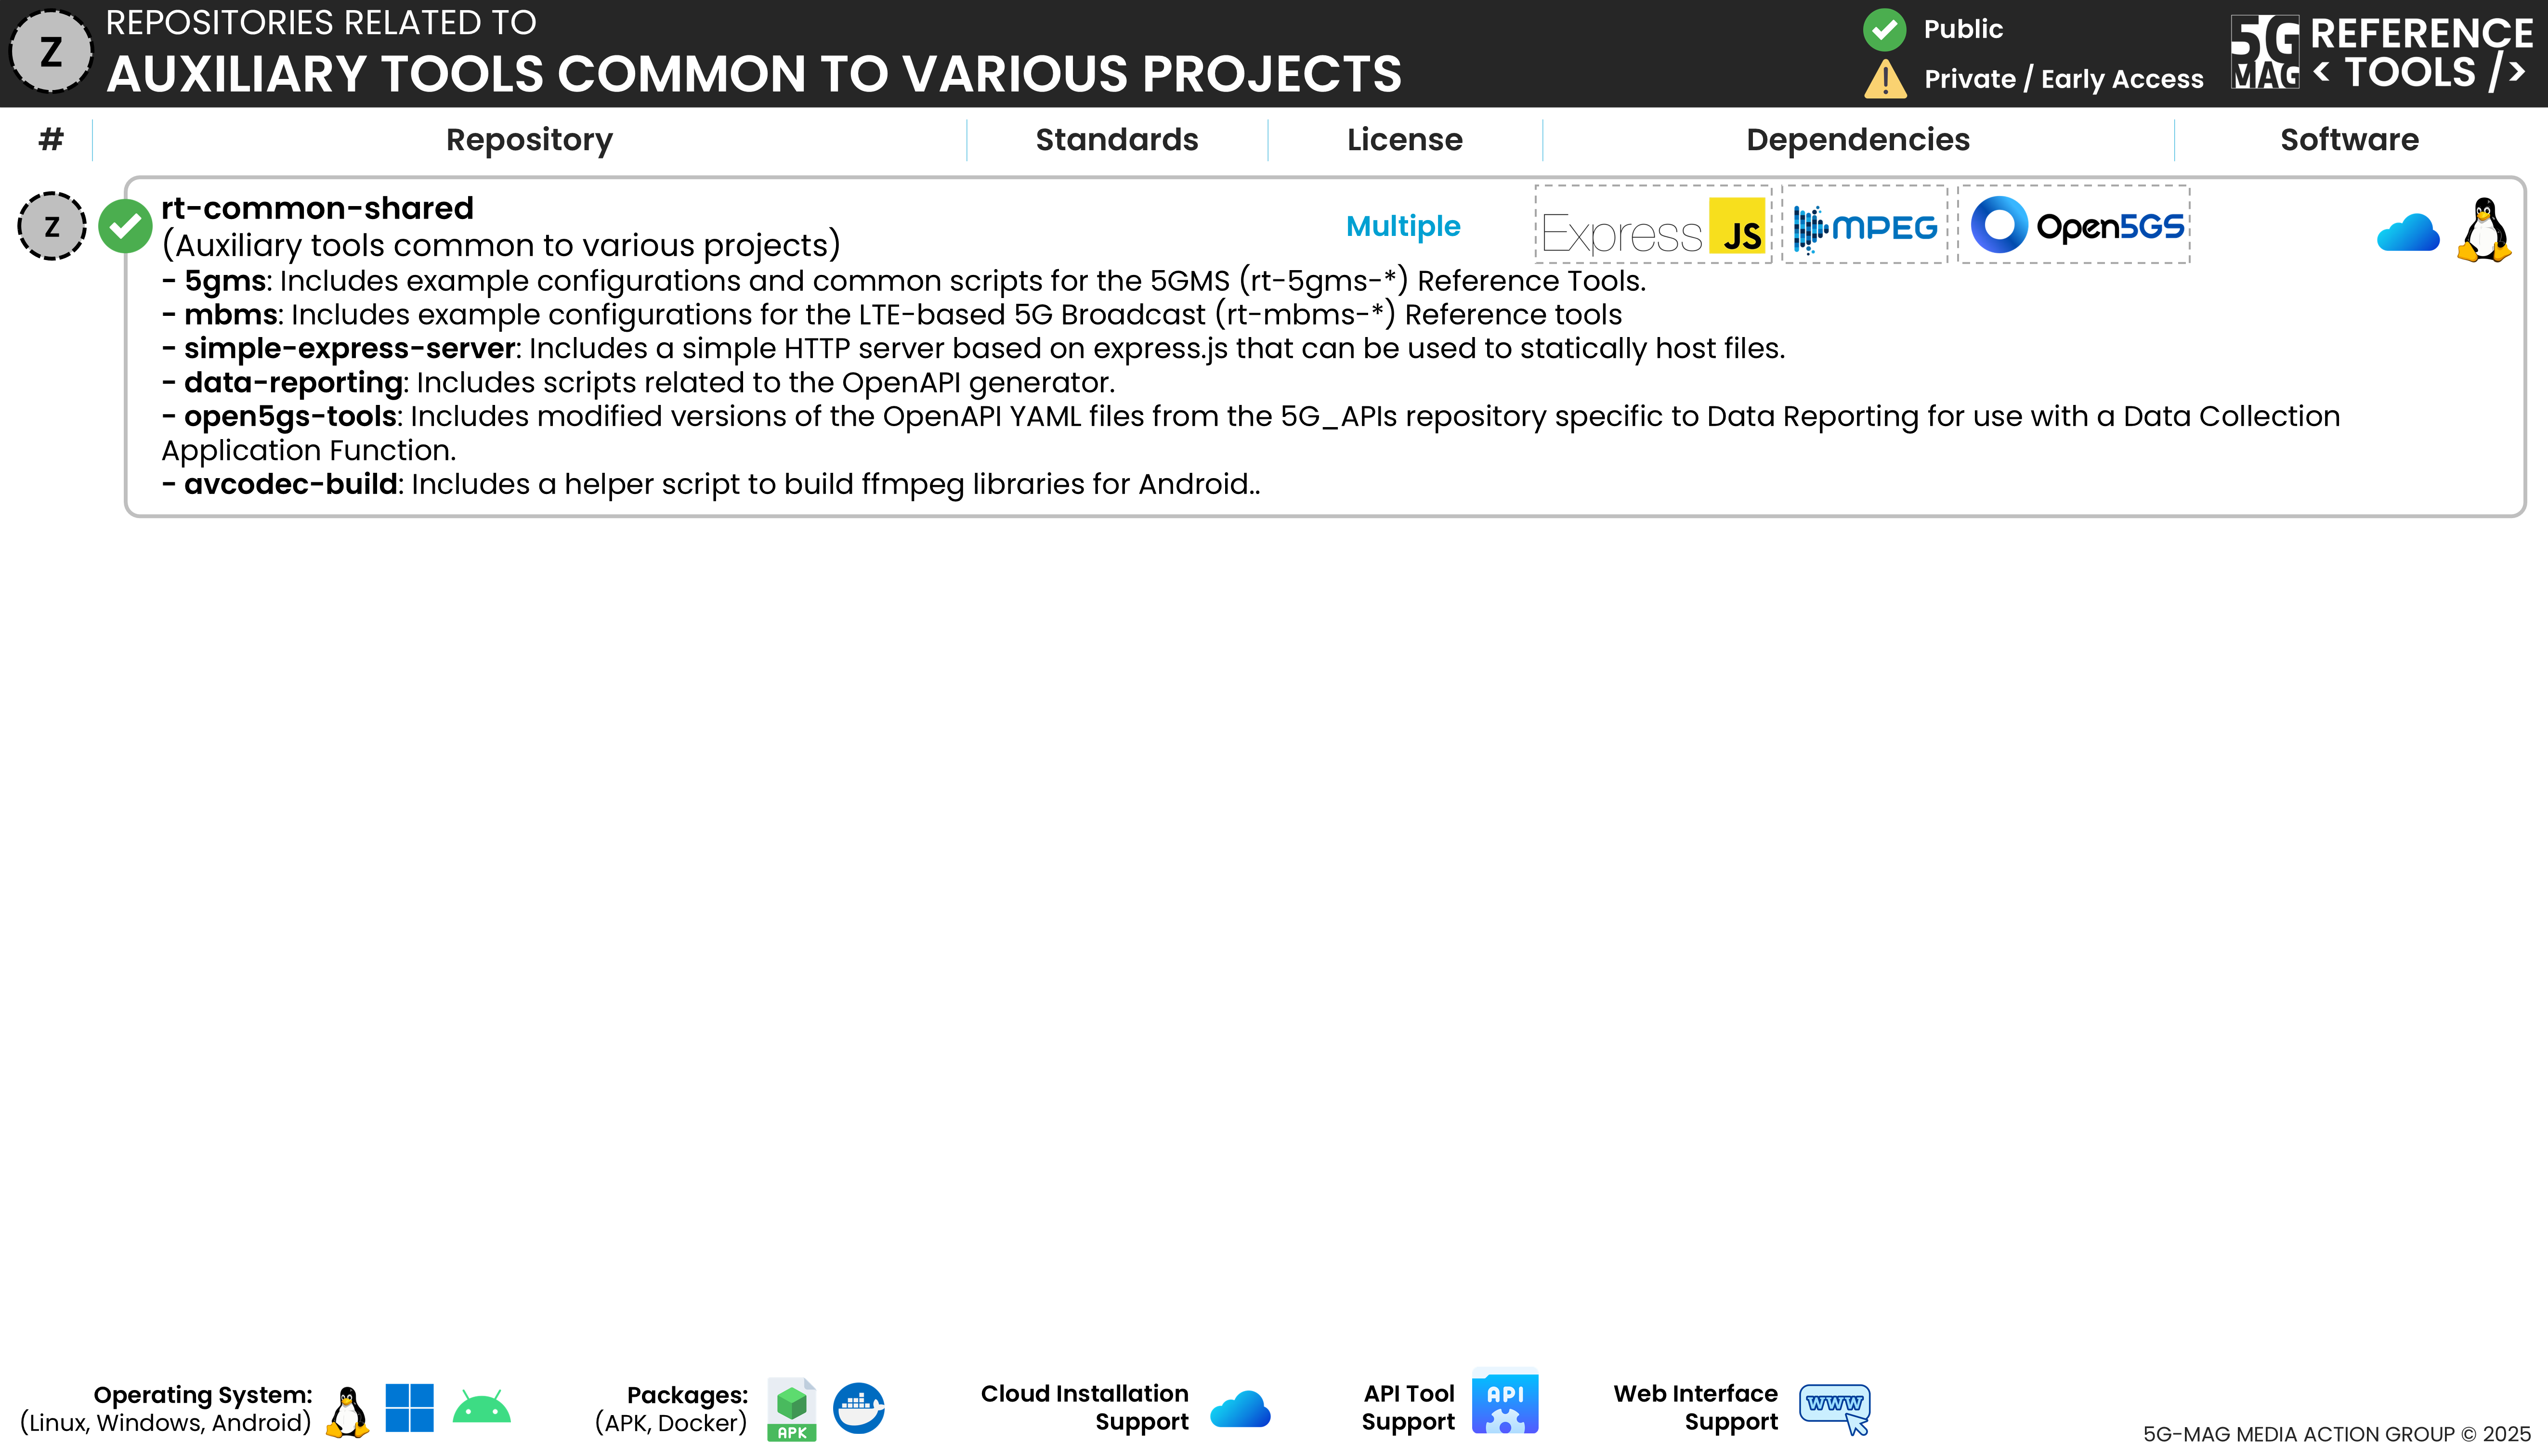 Z
REPOSITORIES RELATED TO
AUXILIARY TOOLS COMMON TO VARIOUS PROJECTS
Public
Private / Early Access
5G MAG
REFERENCE
< TOOLS />
# Repository Standards License Dependencies Software
Z
rt-common-shared
(Auxiliary tools common to various projects)
Multiple
Express JS
MPEG
Open5GS
- 5gms: Includes example configurations and common scripts for the 5GMS (rt-5gms-*) Reference Tools.
- mbms: Includes example configurations for the LTE-based 5G Broadcast (rt-mbms-*) Reference tools
- simple-express-server: Includes a simple HTTP server based on express.js that can be used to statically host files.
- data-reporting: Includes scripts related to the OpenAPI generator.
- open5gs-tools: Includes modified versions of the OpenAPI YAML files from the 5G_APIs repository specific to Data Reporting for use with a Data Collection
Application Function.
- avcodec-build: Includes a helper script to build ffmpeg libraries for Android..
Operating System:
(Linux, Windows, Android)
Packages:
(APK, Docker)
APK
Cloud Installation
Support
API Tool
Support
API
Web Interface
Support
WWW
5G-MAG MEDIA ACTION GROUP © 2025